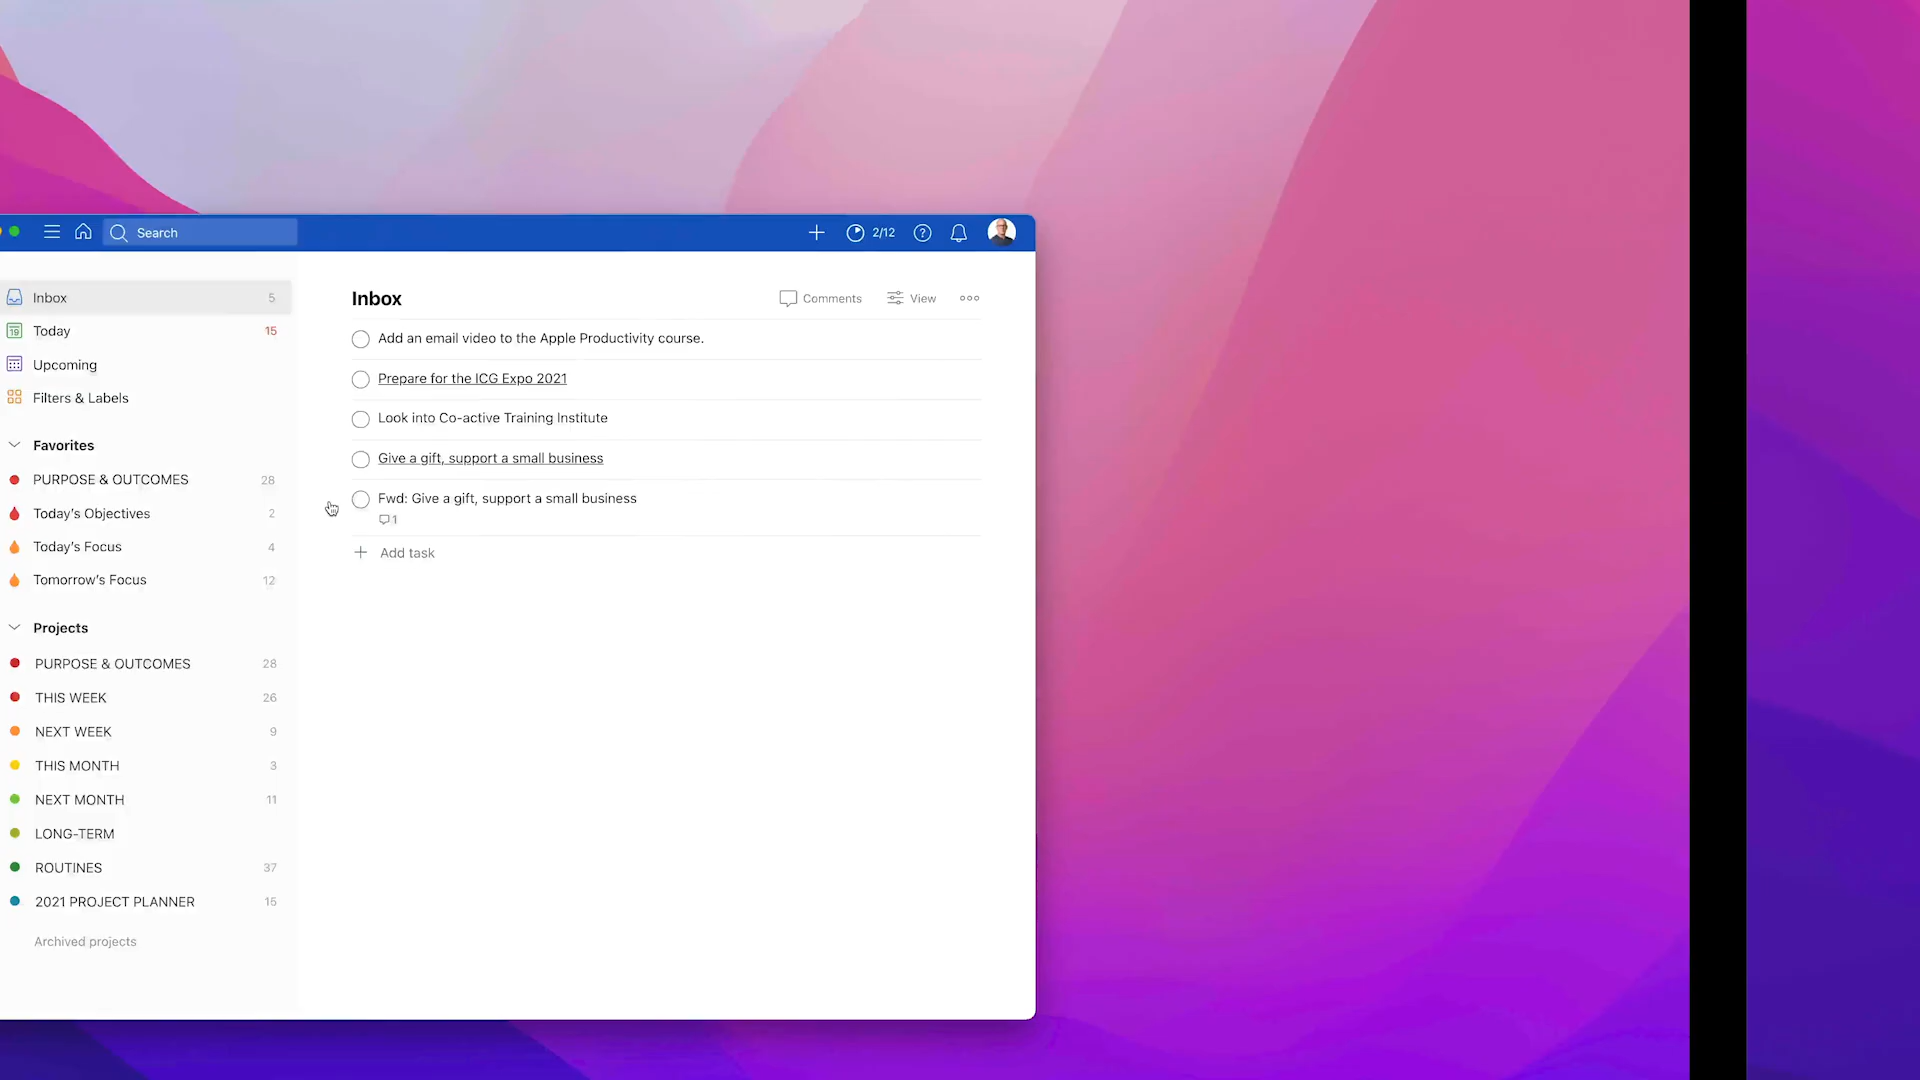 Search
2/12
Inbox 5
19 Today 15
Upcoming
Filters & Labels
Favorites
PURPOSE & OUTCOMES 28
Today's Objectives 2
Today's Focus 4
Tomorrow's Focus 12
Projects
PURPOSE & OUTCOMES 28
THIS WEEK 26
NEXT WEEK 9
THIS MONTH 3
NEXT MONTH 11
LONG-TERM
ROUTINES 37
2021 PROJECT PLANNER 15
Archived projects
Inbox
Comments
View
Add an email video to the Apple Productivity course.
Prepare for the ICG Expo 2021
Look into Co-active Training Institute
Give a gift, support a small business
Fwd: Give a gift, support a small business
1
Add task